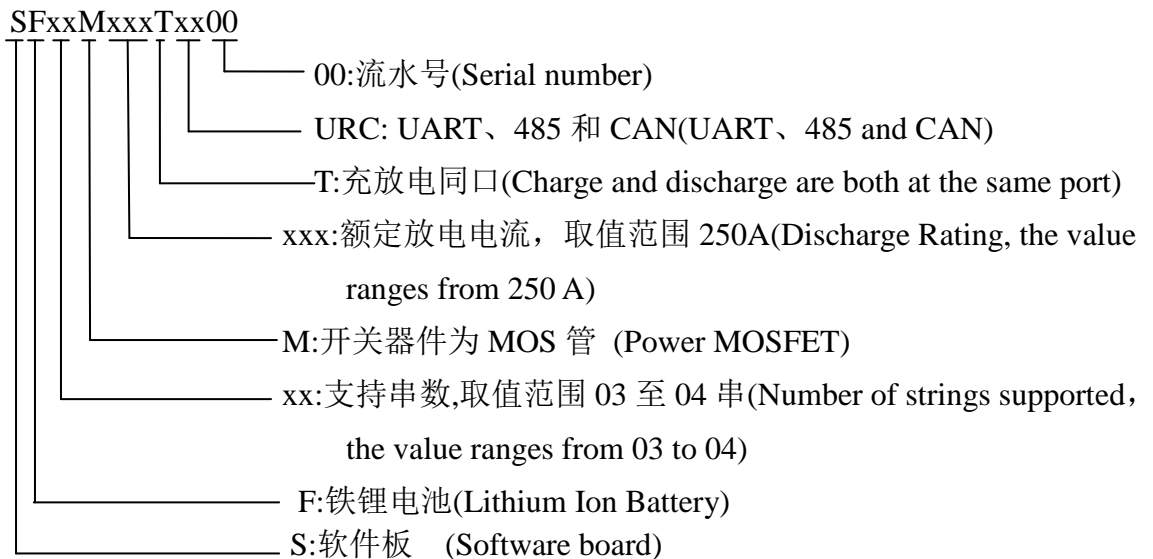 SFxxMxxxTxx00
00:流水号(Serial number)
URC: UART、485 和 CAN(UART、485 and CAN)
T:充放电同口(Charge and discharge are both at the same port)
xxx:额定放电电流，取值范围 250A(Discharge Rating, the value
ranges from 250 A)
M:开关器件为 MOS 管 (Power MOSFET)
xx:支持串数,取值范围 03 至 04 串(Number of strings supported，
the value ranges from 03 to 04)
F:铁锂电池(Lithium Ion Battery)
S:软件板 (Software board)